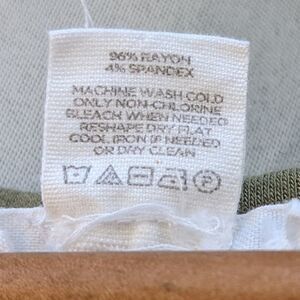 96% RAYON
4% SPANDEX
MACHINE WASH COLD
ONLY NON-CHLORINE
BLEACH WHEN NEEDED
RESHAPE DRY FLAT
COOL IRON IF NEEDED
OR DRY CLEAN